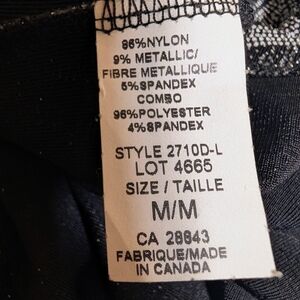 86%NYLON
9% METALLIC/
FIBRE METALLIQUE
5%SPANDEX
COMBO
96%POLYESTER
4%SPANDEX
STYLE 2710D-L
LOT 4665
SIZE / TAILLE
M/M
CA 28843
FABRIQUE/MADE
IN CANADA